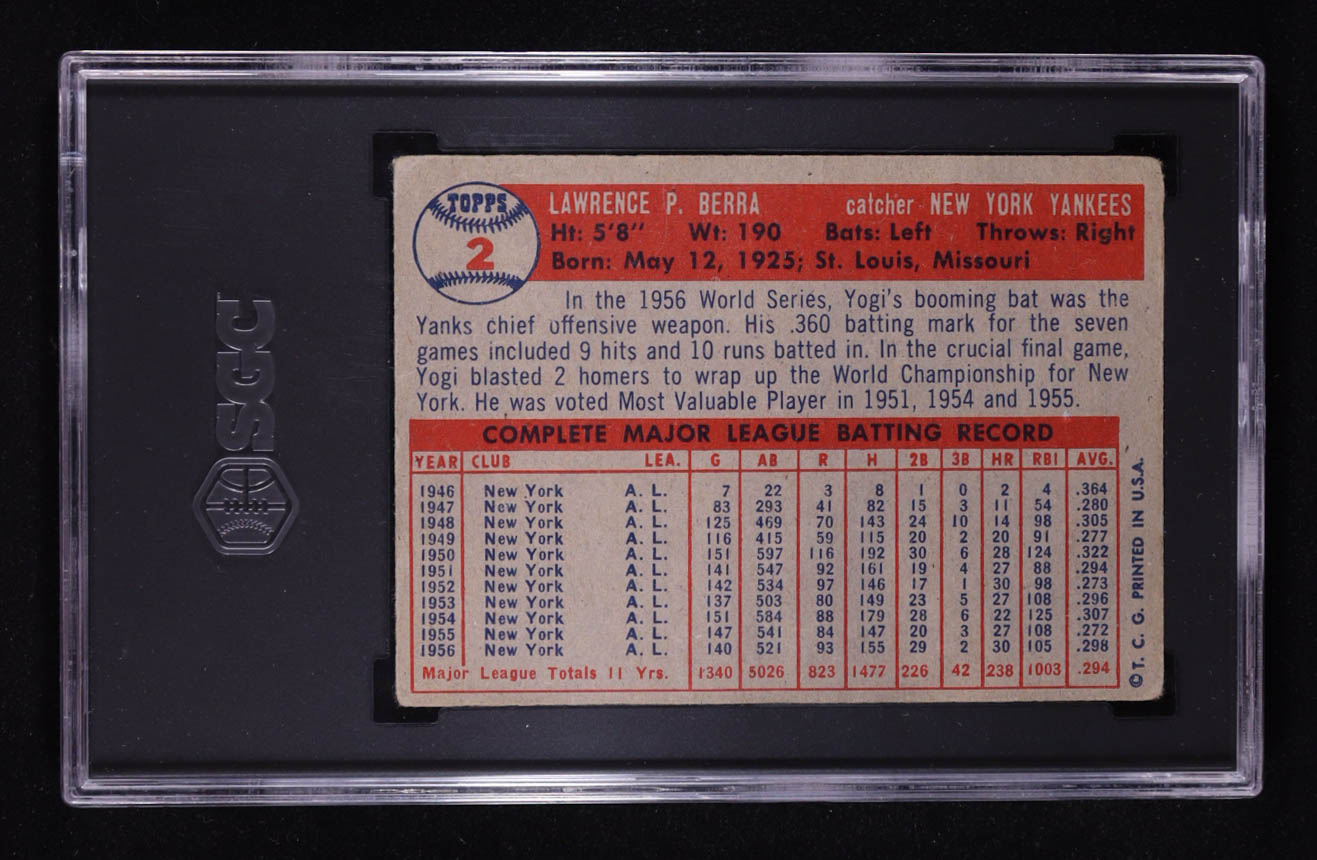 SGC
TOPPS
2
LAWRENCE P. BERRA catcher NEW YORK YANKEES
Ht: 5'8" Wt: 190 Bats: Left Throws: Right
Born: May 12, 1925; St. Louis, Missouri
In the 1956 World Series, Yogi's booming bat was the
Yanks chief offensive weapon. His .360 batting mark for the seven
games included 9 hits and 10 runs batted in. In the crucial final game,
Yogi blasted 2 homers to wrap up the World Championship for New
York. He was voted Most Valuable Player in 1951, 1954 and 1955.
COMPLETE MAJOR LEAGUE BATTING RECORD
YEAR CLUB LEA. G AB R H 2B 3B HR RBI AVG.
1946 New York A. L. 7 22 3 8 1 0 2 4 .364
1947 New York A. L. 83 293 41 82 15 3 11 54 .280
1948 New York A. L. 125 469 70 143 24 10 14 98 .305
1949 New York A. L. 116 415 59 115 20 2 20 91 .277
1950 New York A. L. 151 597 116 192 30 6 28 124 .322
1951 New York A. L. 141 547 92 161 19 4 27 88 .294
1952 New York A. L. 142 534 97 146 17 1 30 98 .273
1953 New York A. L. 137 503 80 149 23 5 27 108 .296
1954 New York A. L. 151 584 88 179 28 6 22 125 .307
1955 New York A. L. 147 541 84 147 20 3 27 108 .272
1956 New York A. L. 140 521 93 155 29 2 30 105 .298
Major League Totals 11 Yrs. 1340 5026 823 1477 226 42 238 1003 .294
©T. C. G. PRINTED IN U.S.A.